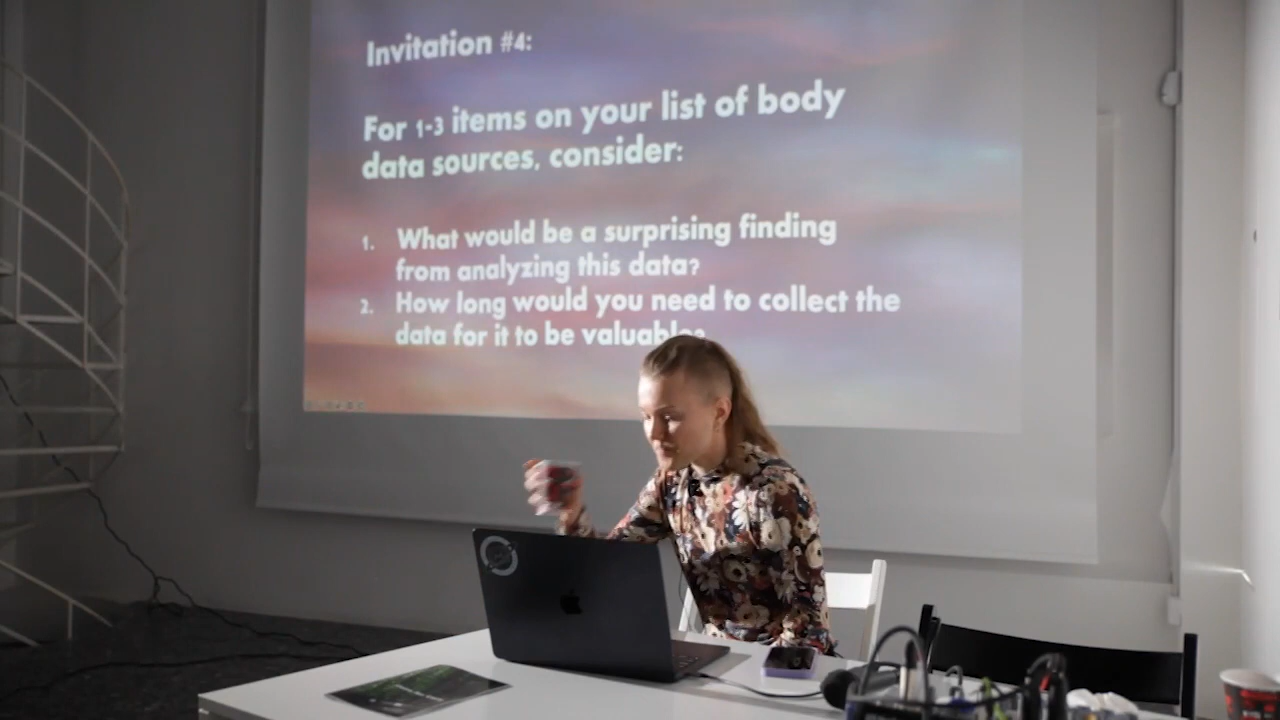 Invitation #4:
For 1-3 items on your list of body
data sources, consider:
1. What would be a surprising finding
from analyzing this data?
2. How long would you need to collect the
data for it to be valuable?